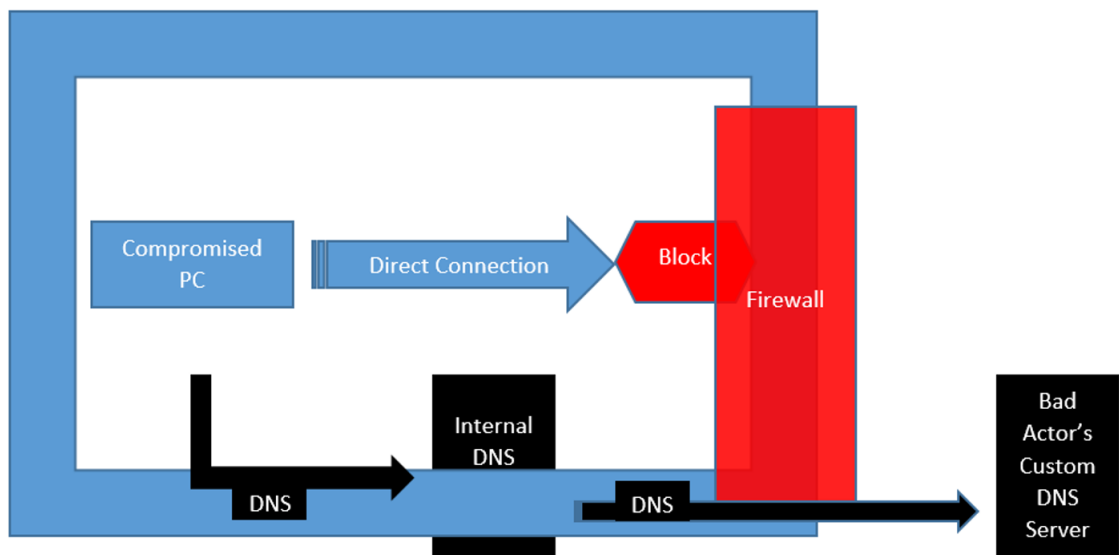 Compromised
PC
Direct Connection
Block
Firewall
Internal
DNS
DNS
DNS
Bad
Actor’s
Custom
DNS
Server